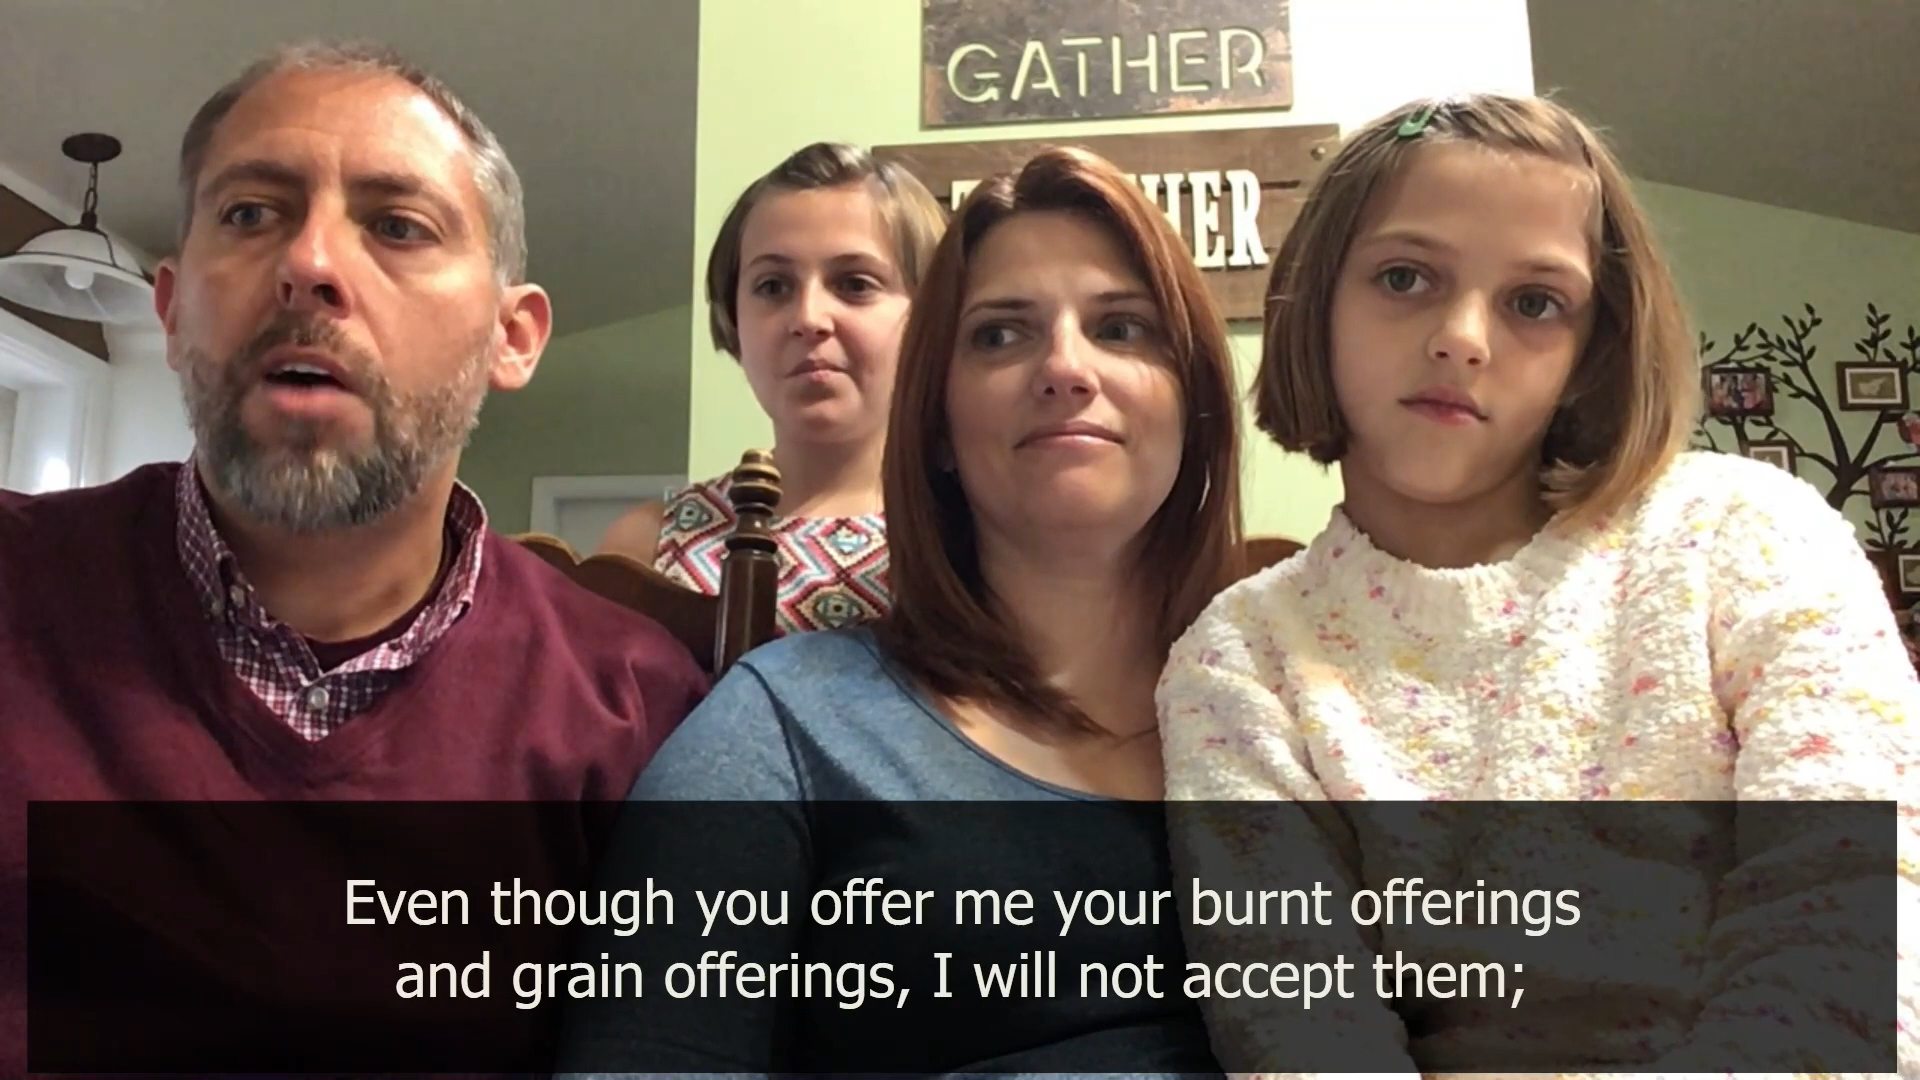 GATHER
Even though you offer me your burnt offerings
and grain offerings, I will not accept them;